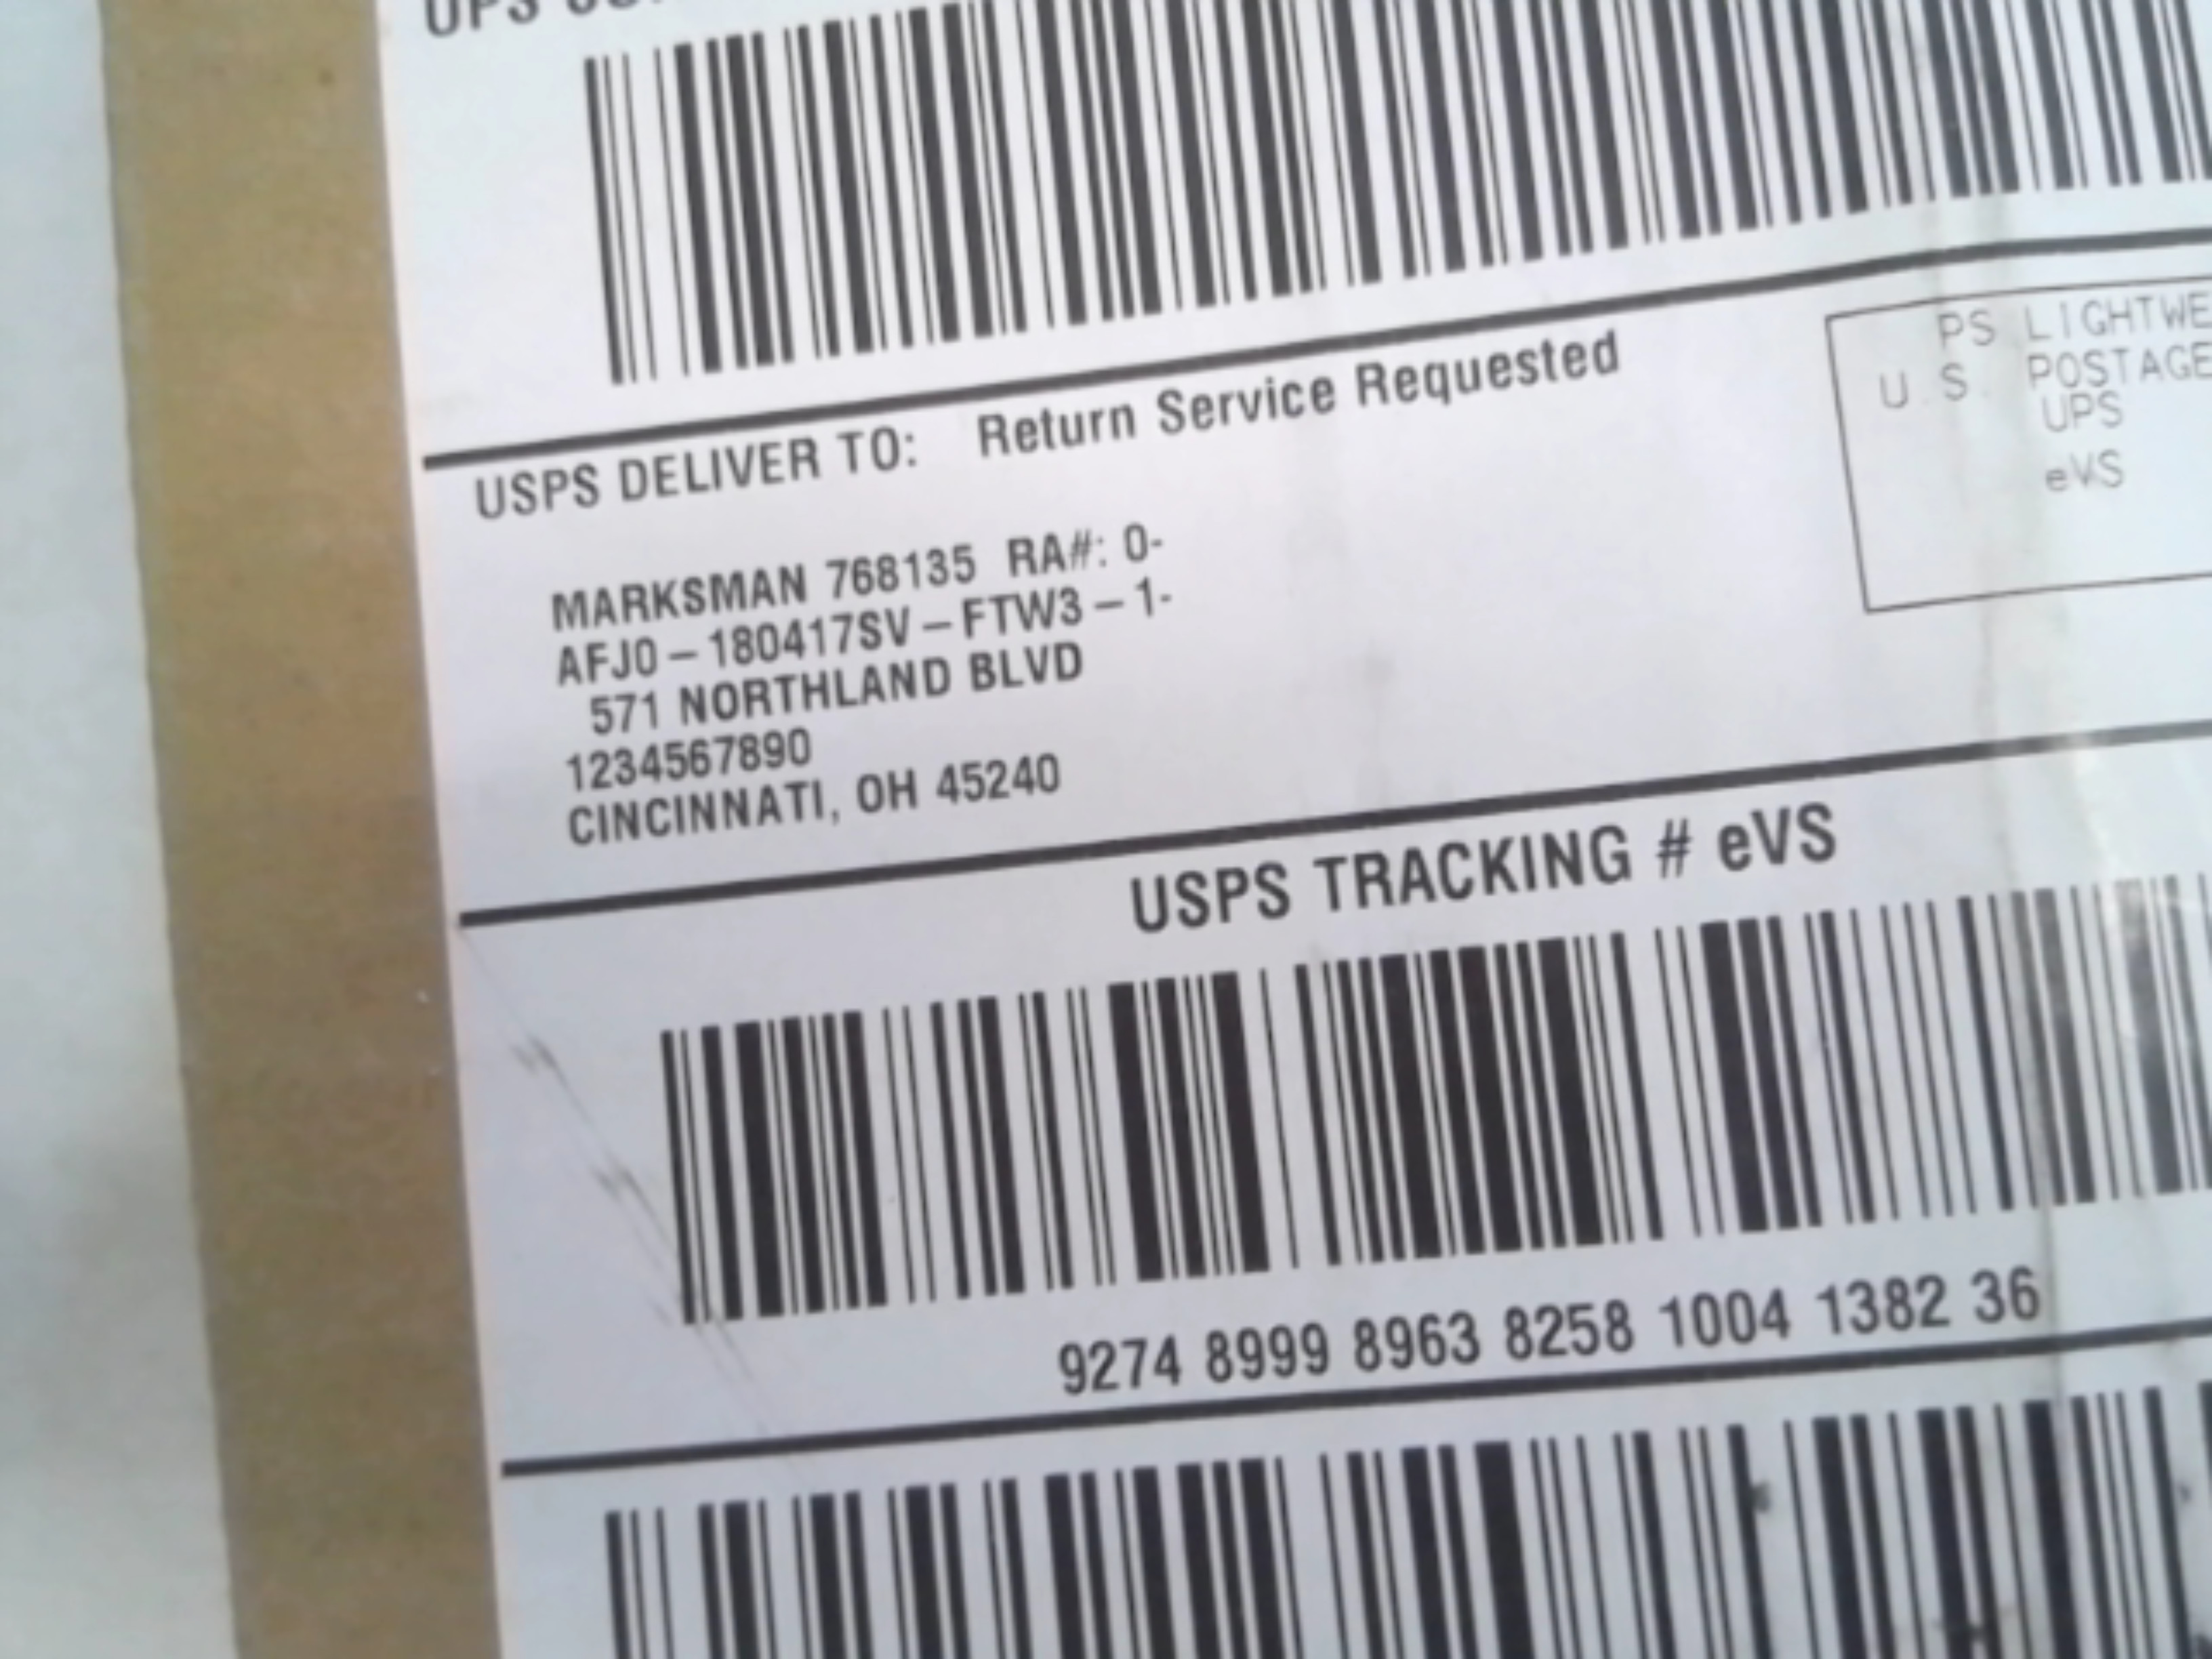 UPS
USPS DELIVER TO: Return Service Requested
PS LIGHTWE
U.S. POSTAGE
UPS
eVS
MARKSMAN 768135 RA#: 0-
AFJ0 – 180417SV – FTW3 – 1-
571 NORTHLAND BLVD
1234567890
CINCINNATI, OH 45240
USPS TRACKING # eVS
9274 8999 8963 8258 1004 1382 36